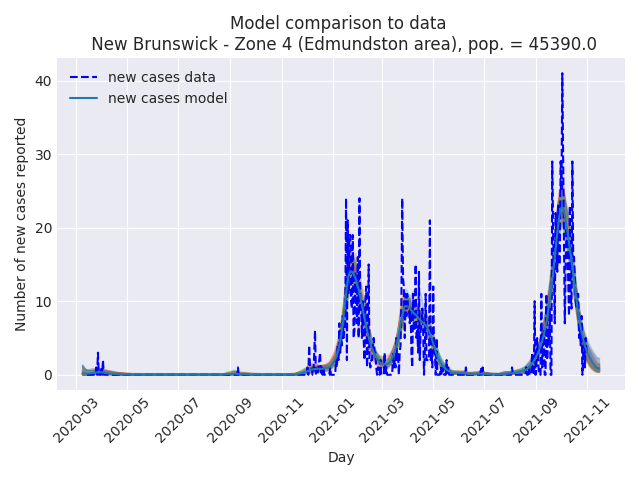 Model comparison to data
New Brunswick - Zone 4 (Edmundston area), pop. = 45390.0
new cases data
new cases model
Number of new cases reported
40
30
20
10
0
2020-03
2020-05
2020-07
2020-09
2020-11
2021-01
2021-03
2021-05
2021-07
2021-09
2021-11
Day